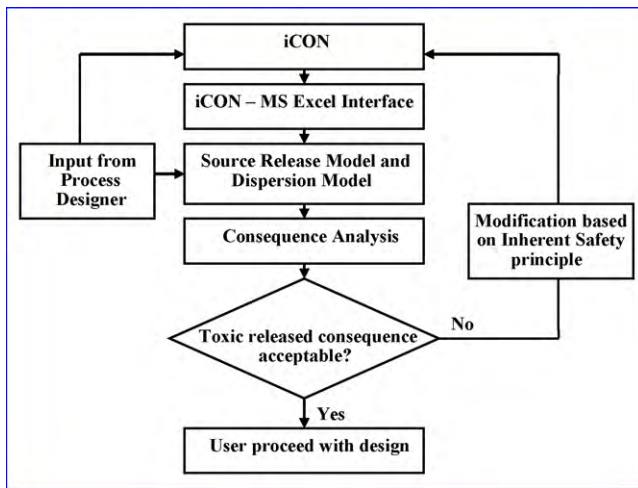 iCON
iCON – MS Excel Interface
Input from
Process
Designer
Source Release Model and
Dispersion Model
Consequence Analysis
Modification based
on Inherent Safety
principle
Toxic released consequence
acceptable?
No
Yes
User proceed with design